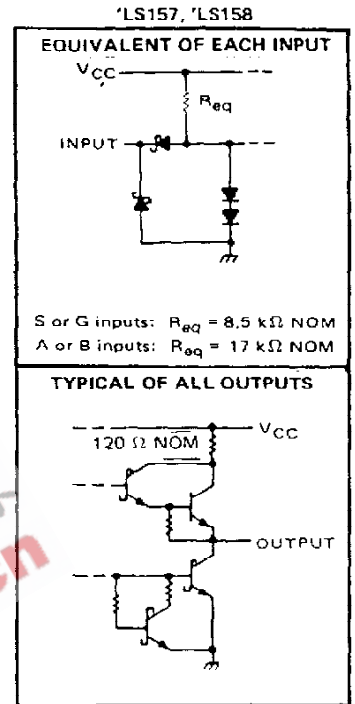 'LS157, 'LS158
EQUIVALENT OF EACH INPUT
VCC
Req
INPUT
S or G inputs: Req = 8.5 kΩ NOM
A or B inputs: Req = 17 kΩ NOM
TYPICAL OF ALL OUTPUTS
VCC
120 Ω NOM
OUTPUT